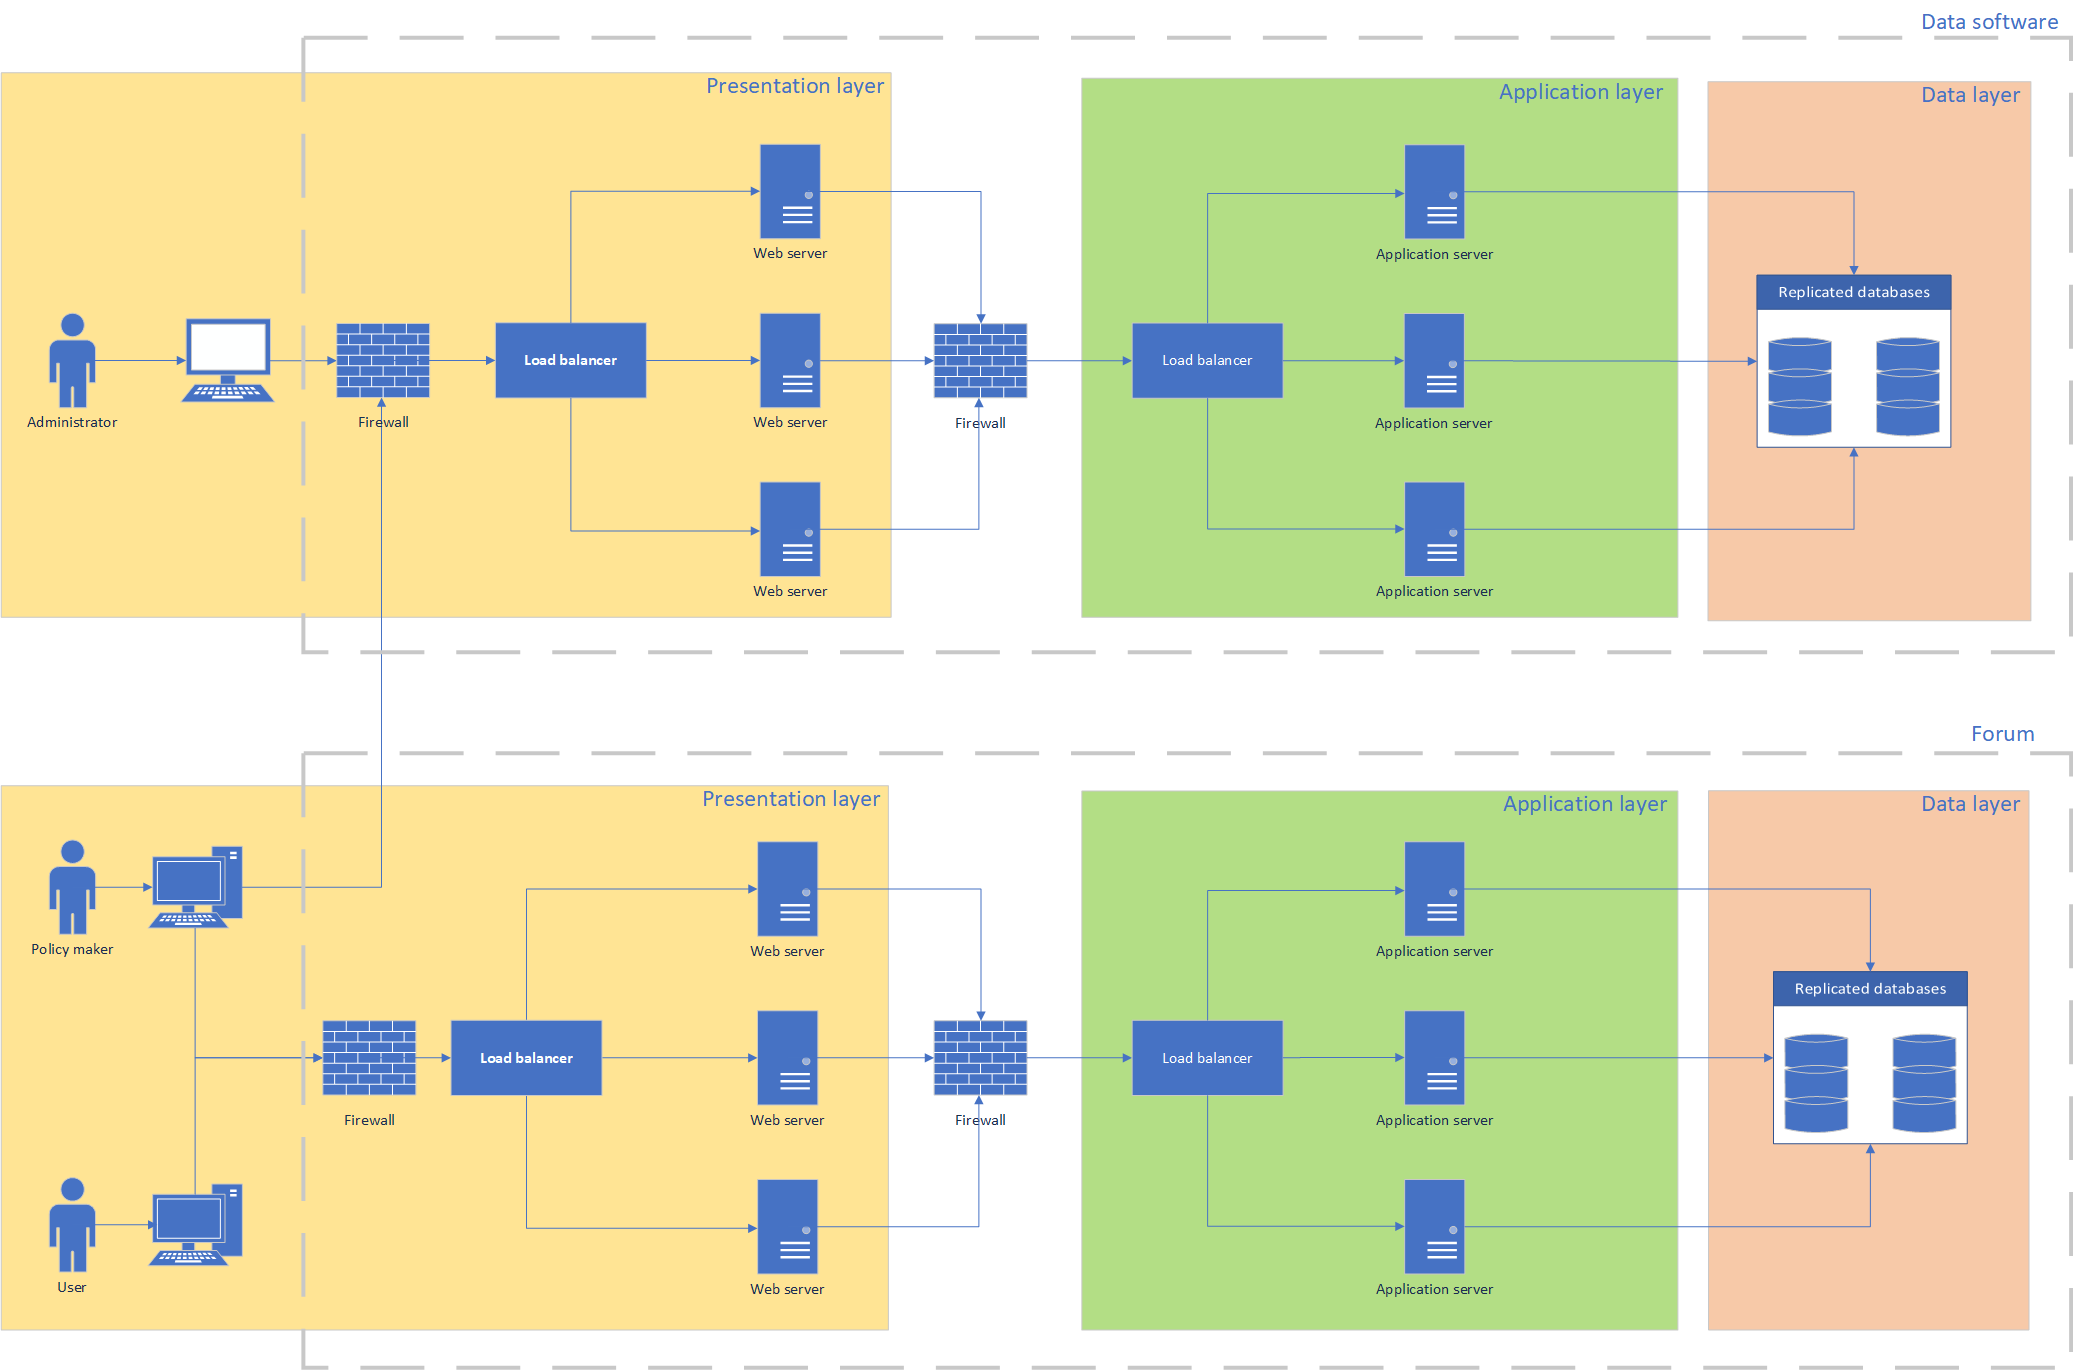 Data software
Presentation layer
Application layer
Data layer
Web server
Application server
Replicated databases
Load balancer
Load balancer
Administrator
Firewall
Web server
Firewall
Application server
Web server
Application server
Forum
Presentation layer
Application layer
Data layer
Policy maker
Web server
Application server
Replicated databases
Load balancer
Load balancer
Firewall
Web server
Firewall
Application server
User
Web server
Application server